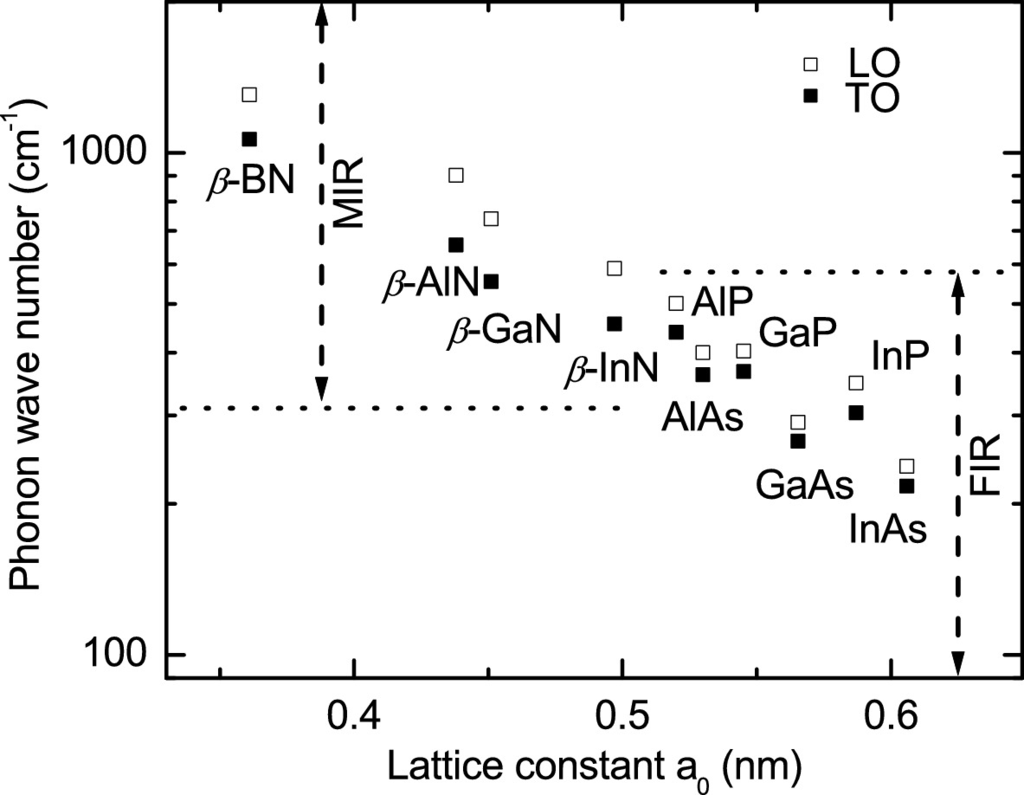 LO
TO
1000
100
Phonon wave number (cm⁻¹)
β-BN
MIR
β-AlN
β-GaN
β-InN
AlP
GaP
InP
AlAs
GaAs
InAs
FIR
0.4
0.5
0.6
Lattice constant a₀ (nm)